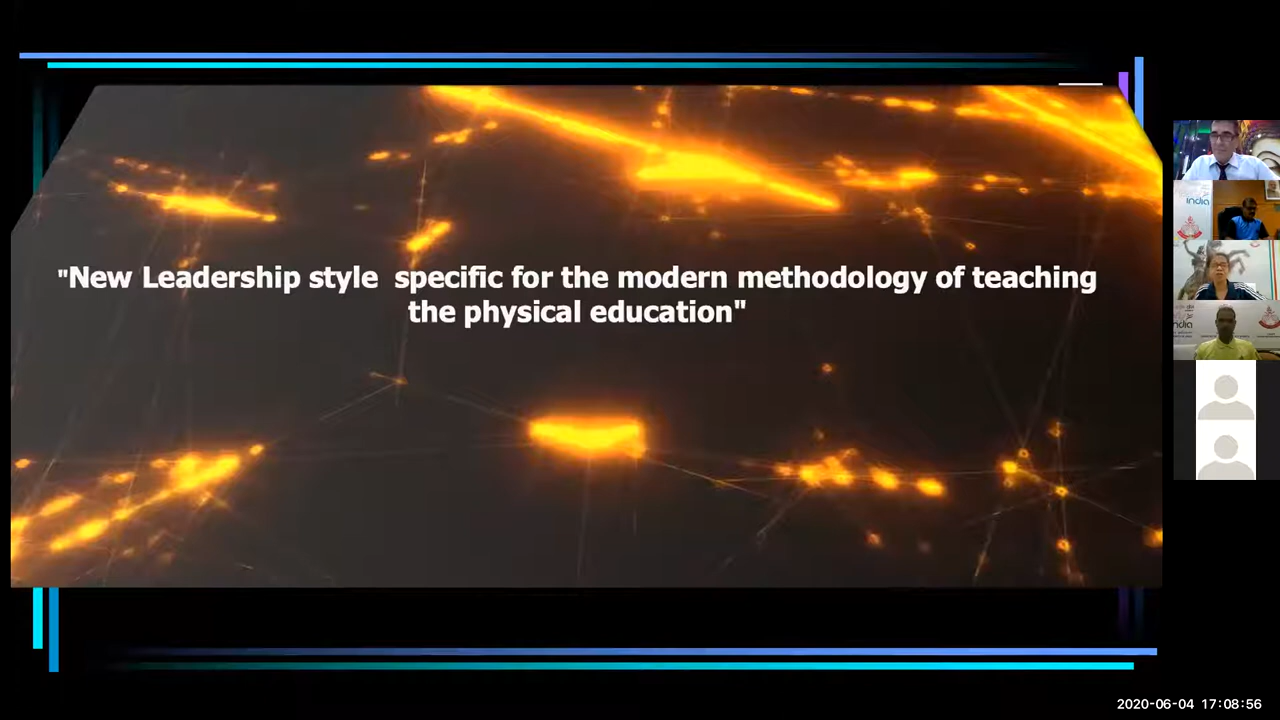 "New Leadership style  specific for the modern methodology of teaching
the physical education"
india
2020-06-04 17:08:56